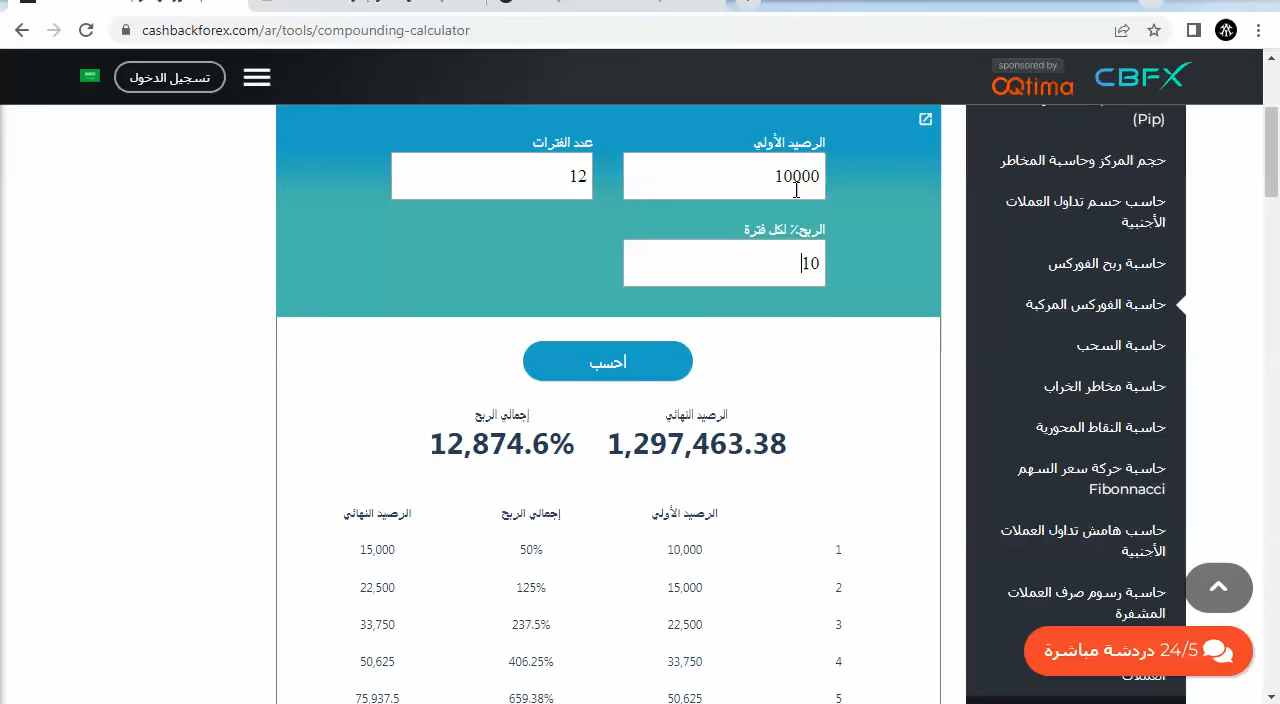 cashbackforex.com/ar/tools/compounding-calculator
تسجيل الدخول
sponsored by
OQtima
CBFX
(Pip)
حجم المركز وحاسبة المخاطر
حاسب حسم تداول العملات
الأجنبية
حاسبة ربح الفوركس
حاسبة الفوركس المركبة
حاسبة السحب
حاسبة مخاطر الخراب
حاسبة النقاط المحورية
حاسبة حركة سعر السهم
Fibonnacci
حاسب هامش تداول العملات
الأجنبية
حاسبة رسوم صرف العملات
المشفرة
الرصيد الأولي
عدد الفترات
10000
12
الربح٪ لكل فترة
10
احسب
الرصيد النهائي
إجمالي الربح
1,297,463.38
12,874.6%
الرصيد الأولي إجمالي الربح الرصيد النهائي
1 10,000 50% 15,000
2 15,000 125% 22,500
3 22,500 237.5% 33,750
4 33,750 406.25% 50,625
5 50,625 659.38% 75,937.5
24/5 دردشة مباشرة